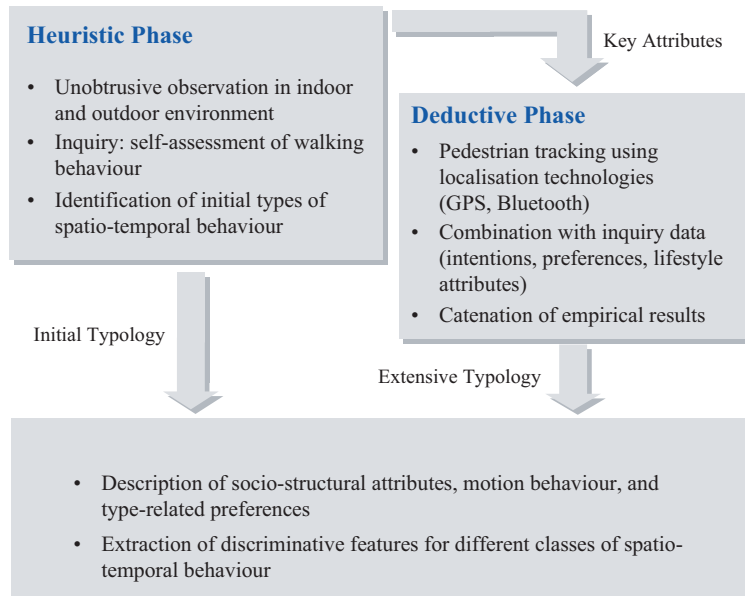 Heuristic Phase
• Unobtrusive observation in indoor
and outdoor environment
• Inquiry: self-assessment of walking
behaviour
• Identification of initial types of
spatio-temporal behaviour
Key Attributes
Deductive Phase
• Pedestrian tracking using
localisation technologies
(GPS, Bluetooth)
• Combination with inquiry data
(intentions, preferences, lifestyle
attributes)
• Catenation of empirical results
Initial Typology
Extensive Typology
• Description of socio-structural attributes, motion behaviour, and
type-related preferences
• Extraction of discriminative features for different classes of spatio-
temporal behaviour